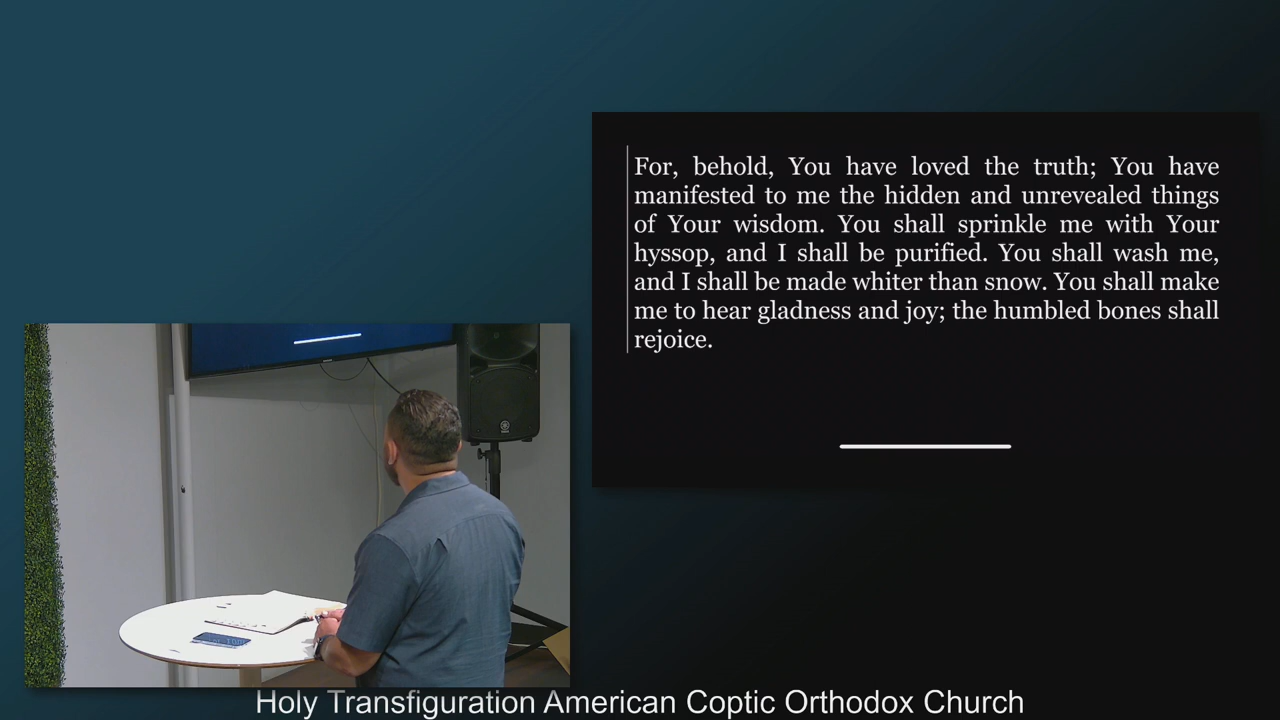 For, behold, You have loved the truth; You have
manifested to me the hidden and unrevealed things
of Your wisdom. You shall sprinkle me with Your
hyssop, and I shall be purified. You shall wash me,
and I shall be made whiter than snow. You shall make
me to hear gladness and joy; the humbled bones shall
rejoice.
Holy Transfiguration American Coptic Orthodox Church